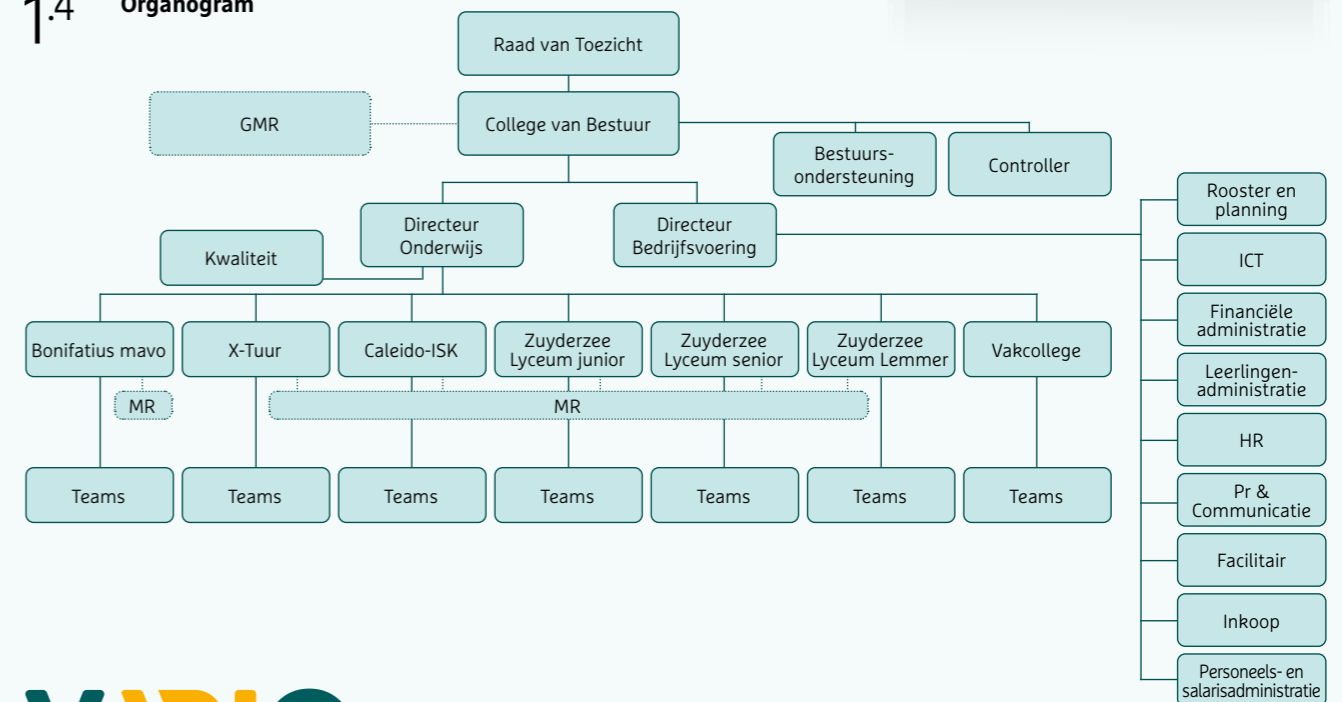 1.4 Organogram
Raad van Toezicht
GMR
College van Bestuur
Bestuurs-
ondersteuning
Controller
Rooster en
planning
Directeur
Onderwijs
Directeur
Bedrijfsvoering
Kwaliteit
ICT
Financiële
administratie
Bonifatius mavo
X-Tuur
Caleido-ISK
Zuyderzee
Lyceum junior
Zuyderzee
Lyceum senior
Zuyderzee
Lyceum Lemmer
Vakcollege
Leerlingen-
administratie
MR
MR
HR
Teams
Teams
Teams
Teams
Teams
Teams
Teams
Pr &
Communicatie
Facilitair
Inkoop
Personeels- en
salarisadministratie